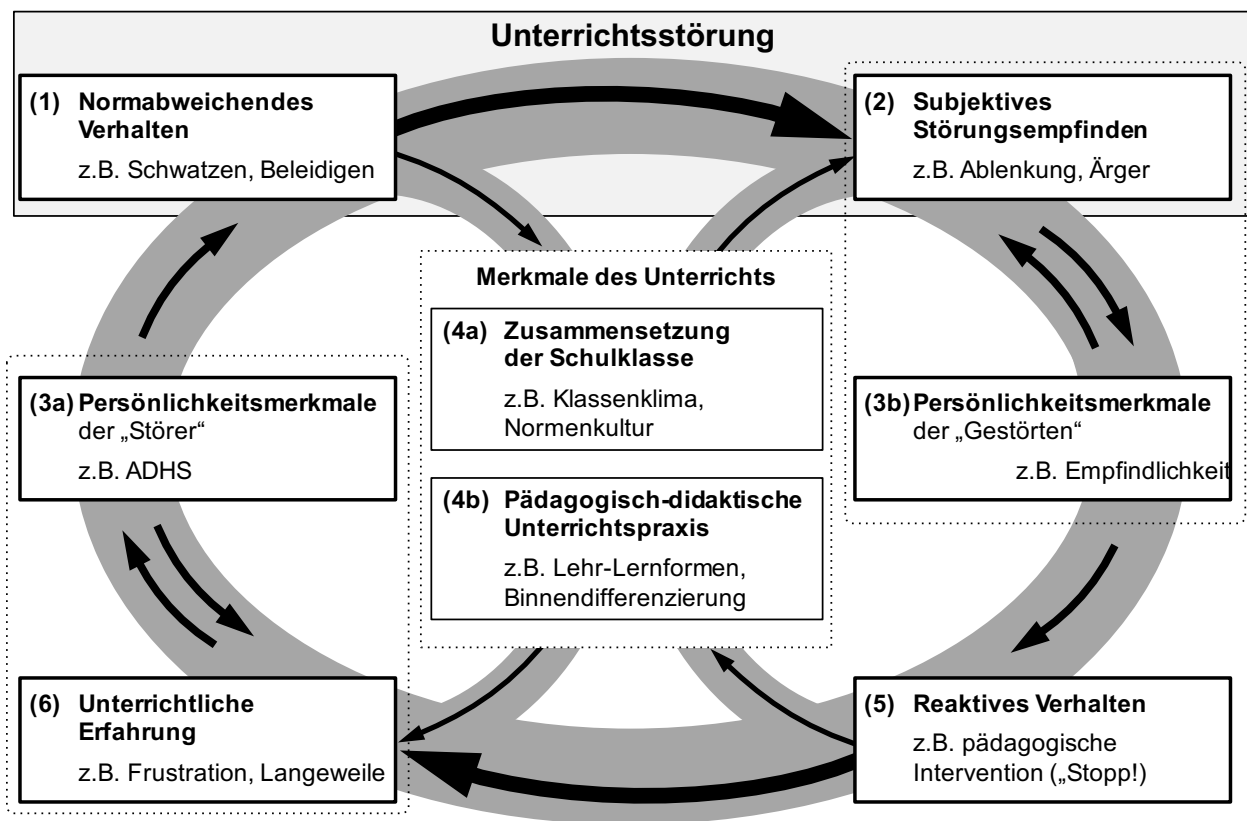 Unterrichtsstörung
(1) Normabweichendes
Verhalten
z.B. Schwatzen, Beleidigen
(2) Subjektives
Störungsempfinden
z.B. Ablenkung, Ärger
Merkmale des Unterrichts
(4a) Zusammensetzung
der Schulklasse
z.B. Klassenklima,
Normenkultur
(3a) Persönlichkeitsmerkmale
der „Störer“
z.B. ADHS
(3b) Persönlichkeitsmerkmale
der „Gestörten“
z.B. Empfindlichkeit
(4b) Pädagogisch-didaktische
Unterrichtspraxis
z.B. Lehr-Lernformen,
Binnendifferenzierung
(6) Unterrichtliche
Erfahrung
z.B. Frustration, Langeweile
(5) Reaktives Verhalten
z.B. pädagogische
Intervention („Stopp!)